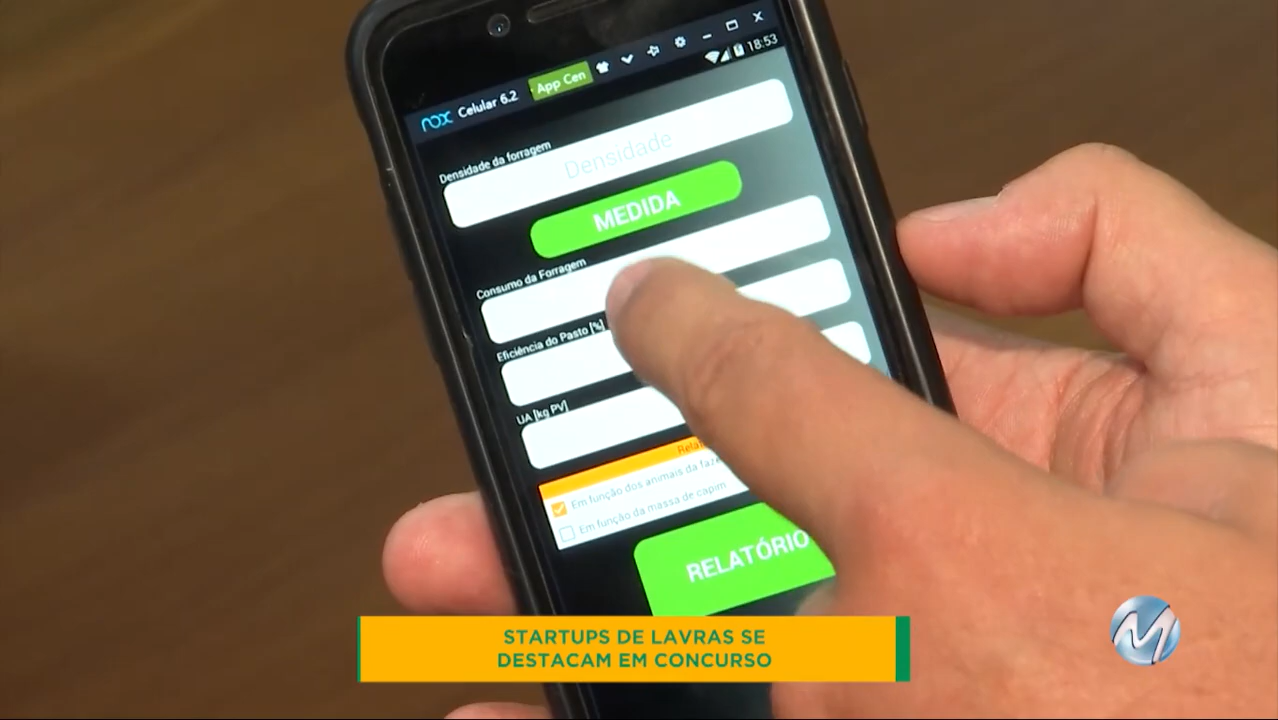 nox Celular 6.2 App Cen
18:53
Densidade da forragem
Densidade
MEDIDA
Consumo da Forragem
Eficiência do Pasto [%]
UA [kg PV]
Em função dos animais da
Em função da massa de capim
RELATÓRIO
STARTUPS DE LAVRAS SE
DESTACAM EM CONCURSO
M